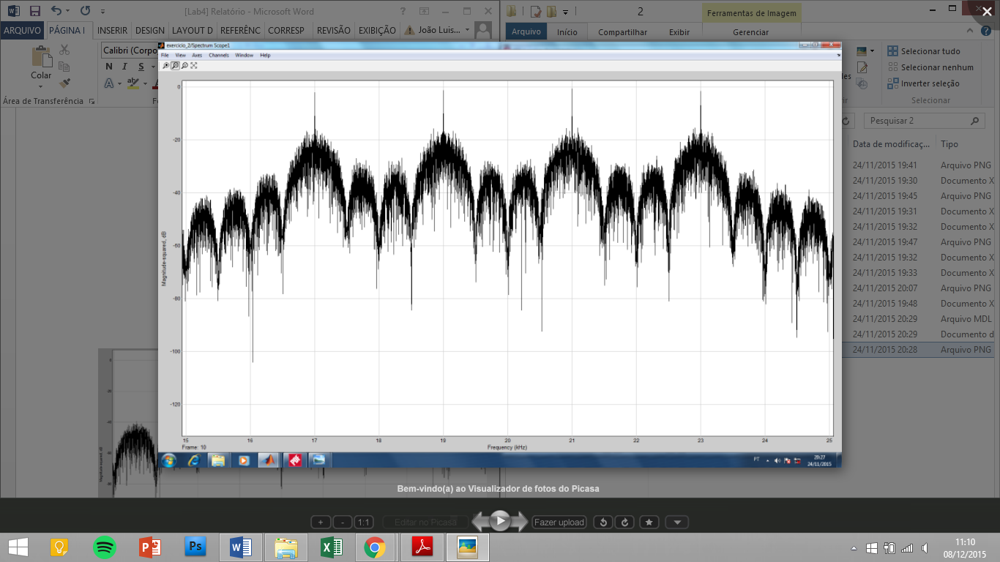 [Lab4] Relatório - Microsoft Word
2
Ferramentas de Imagem
ARQUIVO PÁGINA I INSERIR DESIGN LAYOUT D REFERÊNC CORRESP REVISÃO EXIBIÇÃO João Luis...
Arquivo Início Compartilhar Exibir Gerenciar
Calibri (Corpo
Colar
N I S
Área de Transferência
Selecionar tudo
Selecionar nenhum
Inverter seleção
Selecionar
Pesquisar 2
Data de modificaç... Tipo
24/11/2015 19:41 Arquivo PNG
24/11/2015 19:30 Documento X
24/11/2015 19:45 Arquivo PNG
24/11/2015 19:31 Documento X
24/11/2015 19:32 Documento X
24/11/2015 19:47 Arquivo PNG
24/11/2015 19:32 Documento X
24/11/2015 19:33 Documento X
24/11/2015 20:07 Arquivo PNG
24/11/2015 19:48 Documento X
24/11/2015 20:29 Arquivo MDL
24/11/2015 20:29 Documento d
24/11/2015 20:28 Arquivo PNG
exercicio_2/Spectrum Scope1
File View Axes Channels Window Help
0
-20
-40
-60
-80
-100
-120
Magnitude-squared, dB
15 16 17 18 19 20 21 22 23 24 25
Frame: 10
Frequency (kHz)
PT
20:27
24/11/2015
Bem-vindo(a) ao Visualizador de fotos do Picasa
+ - 1:1 Editar no Picasa Fazer upload
11:10
08/12/2015